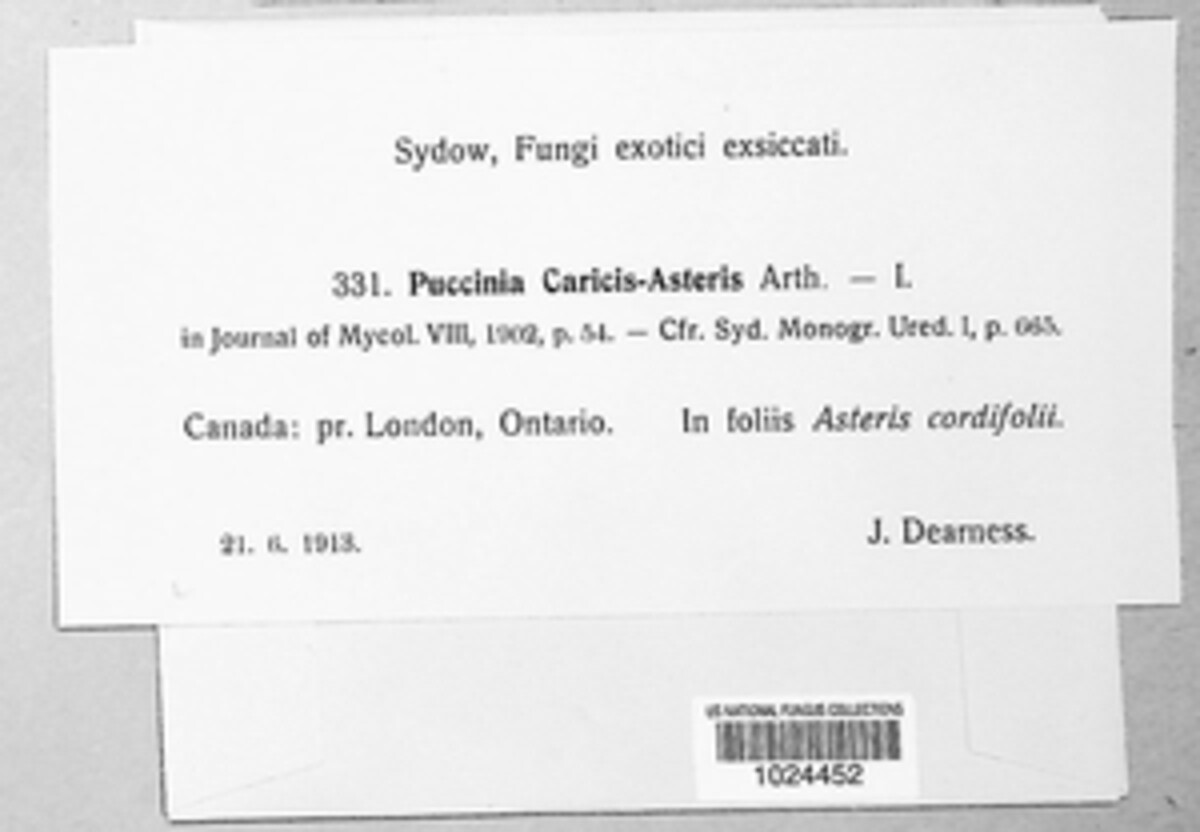 Sydow, Fungi exotici exsiccati.
331. Puccinia Caricis-Asteris Arth. — I.
in Journal of Mycol. VIII, 1902, p. 54. — Cfr. Syd. Monogr. Ured. I, p. 665.
Canada: pr. London, Ontario. In foliis Asteris cordifolii.
21. 6. 1913. J. Dearness.
US NATIONAL FUNGUS COLLECTIONS
1024452